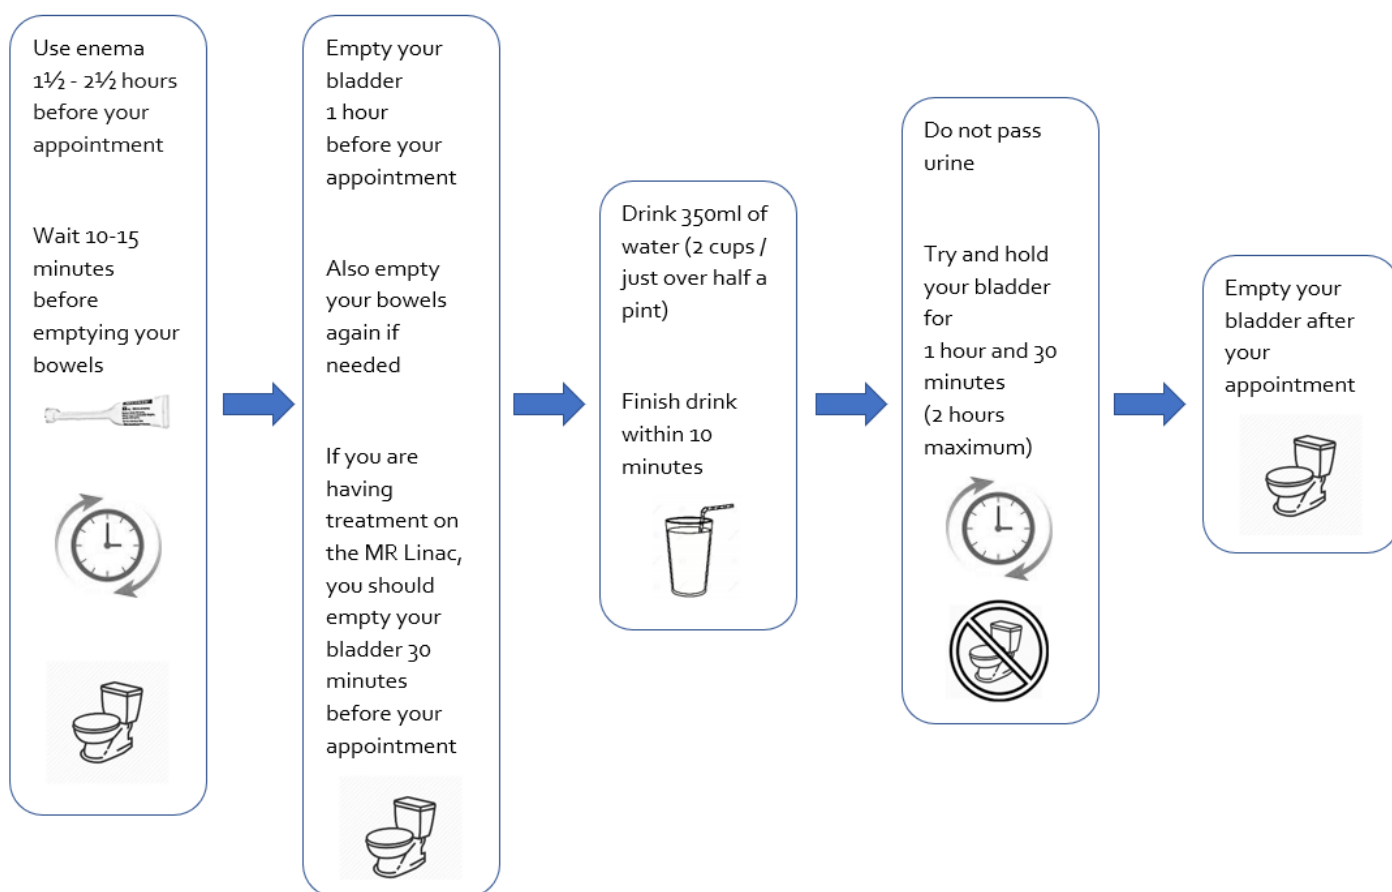 Use enema
1½ - 2½ hours
before your
appointment
Wait 10-15
minutes
before
emptying your
bowels
Empty your
bladder
1 hour
before your
appointment
Also empty
your bowels
again if
needed
If you are
having
treatment on
the MR Linac,
you should
empty your
bladder 30
minutes
before your
appointment
Drink 350ml of
water (2 cups /
just over half a
pint)
Finish drink
within 10
minutes
Do not pass
urine
Try and hold
your bladder
for
1 hour and 30
minutes
(2 hours
maximum)
Empty your
bladder after
your
appointment